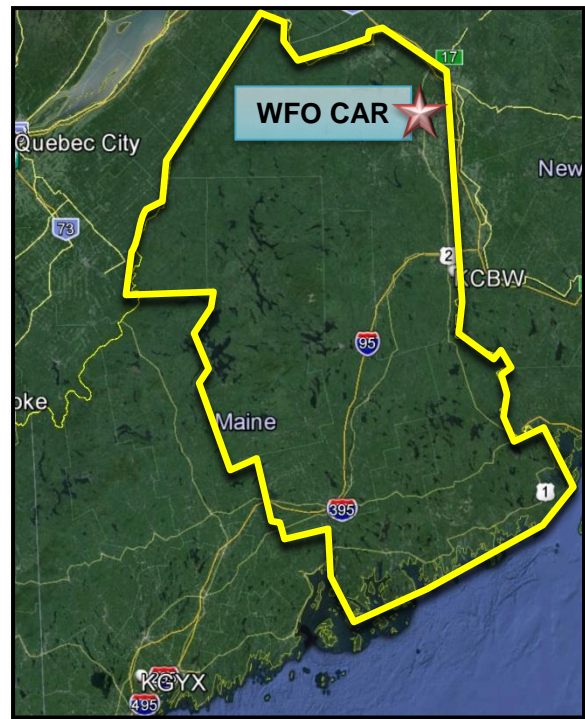 17
WFO CAR
Quebec City
New
73
2
KCBW
95
oke
Maine
1
395
KGYX
495